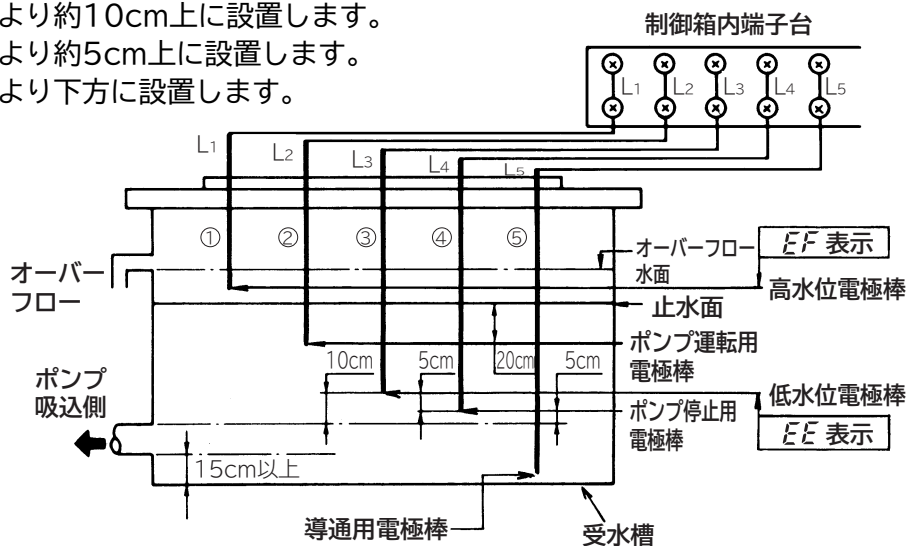 より約10cm上に設置します。
より約5cm上に設置します。
より下方に設置します。
制御箱内端子台
L1 L2 L3 L4 L5
L1 L2 L3 L4 L5
① ② ③ ④ ⑤
オーバー
フロー
オーバーフロー
水面
EF 表示
高水位電極棒
止水面
ポンプ運転用
電極棒
10cm 5cm 20cm 5cm
ポンプ
吸込側
低水位電極棒
ポンプ停止用
電極棒
EE 表示
15cm以上
導通用電極棒
受水槽